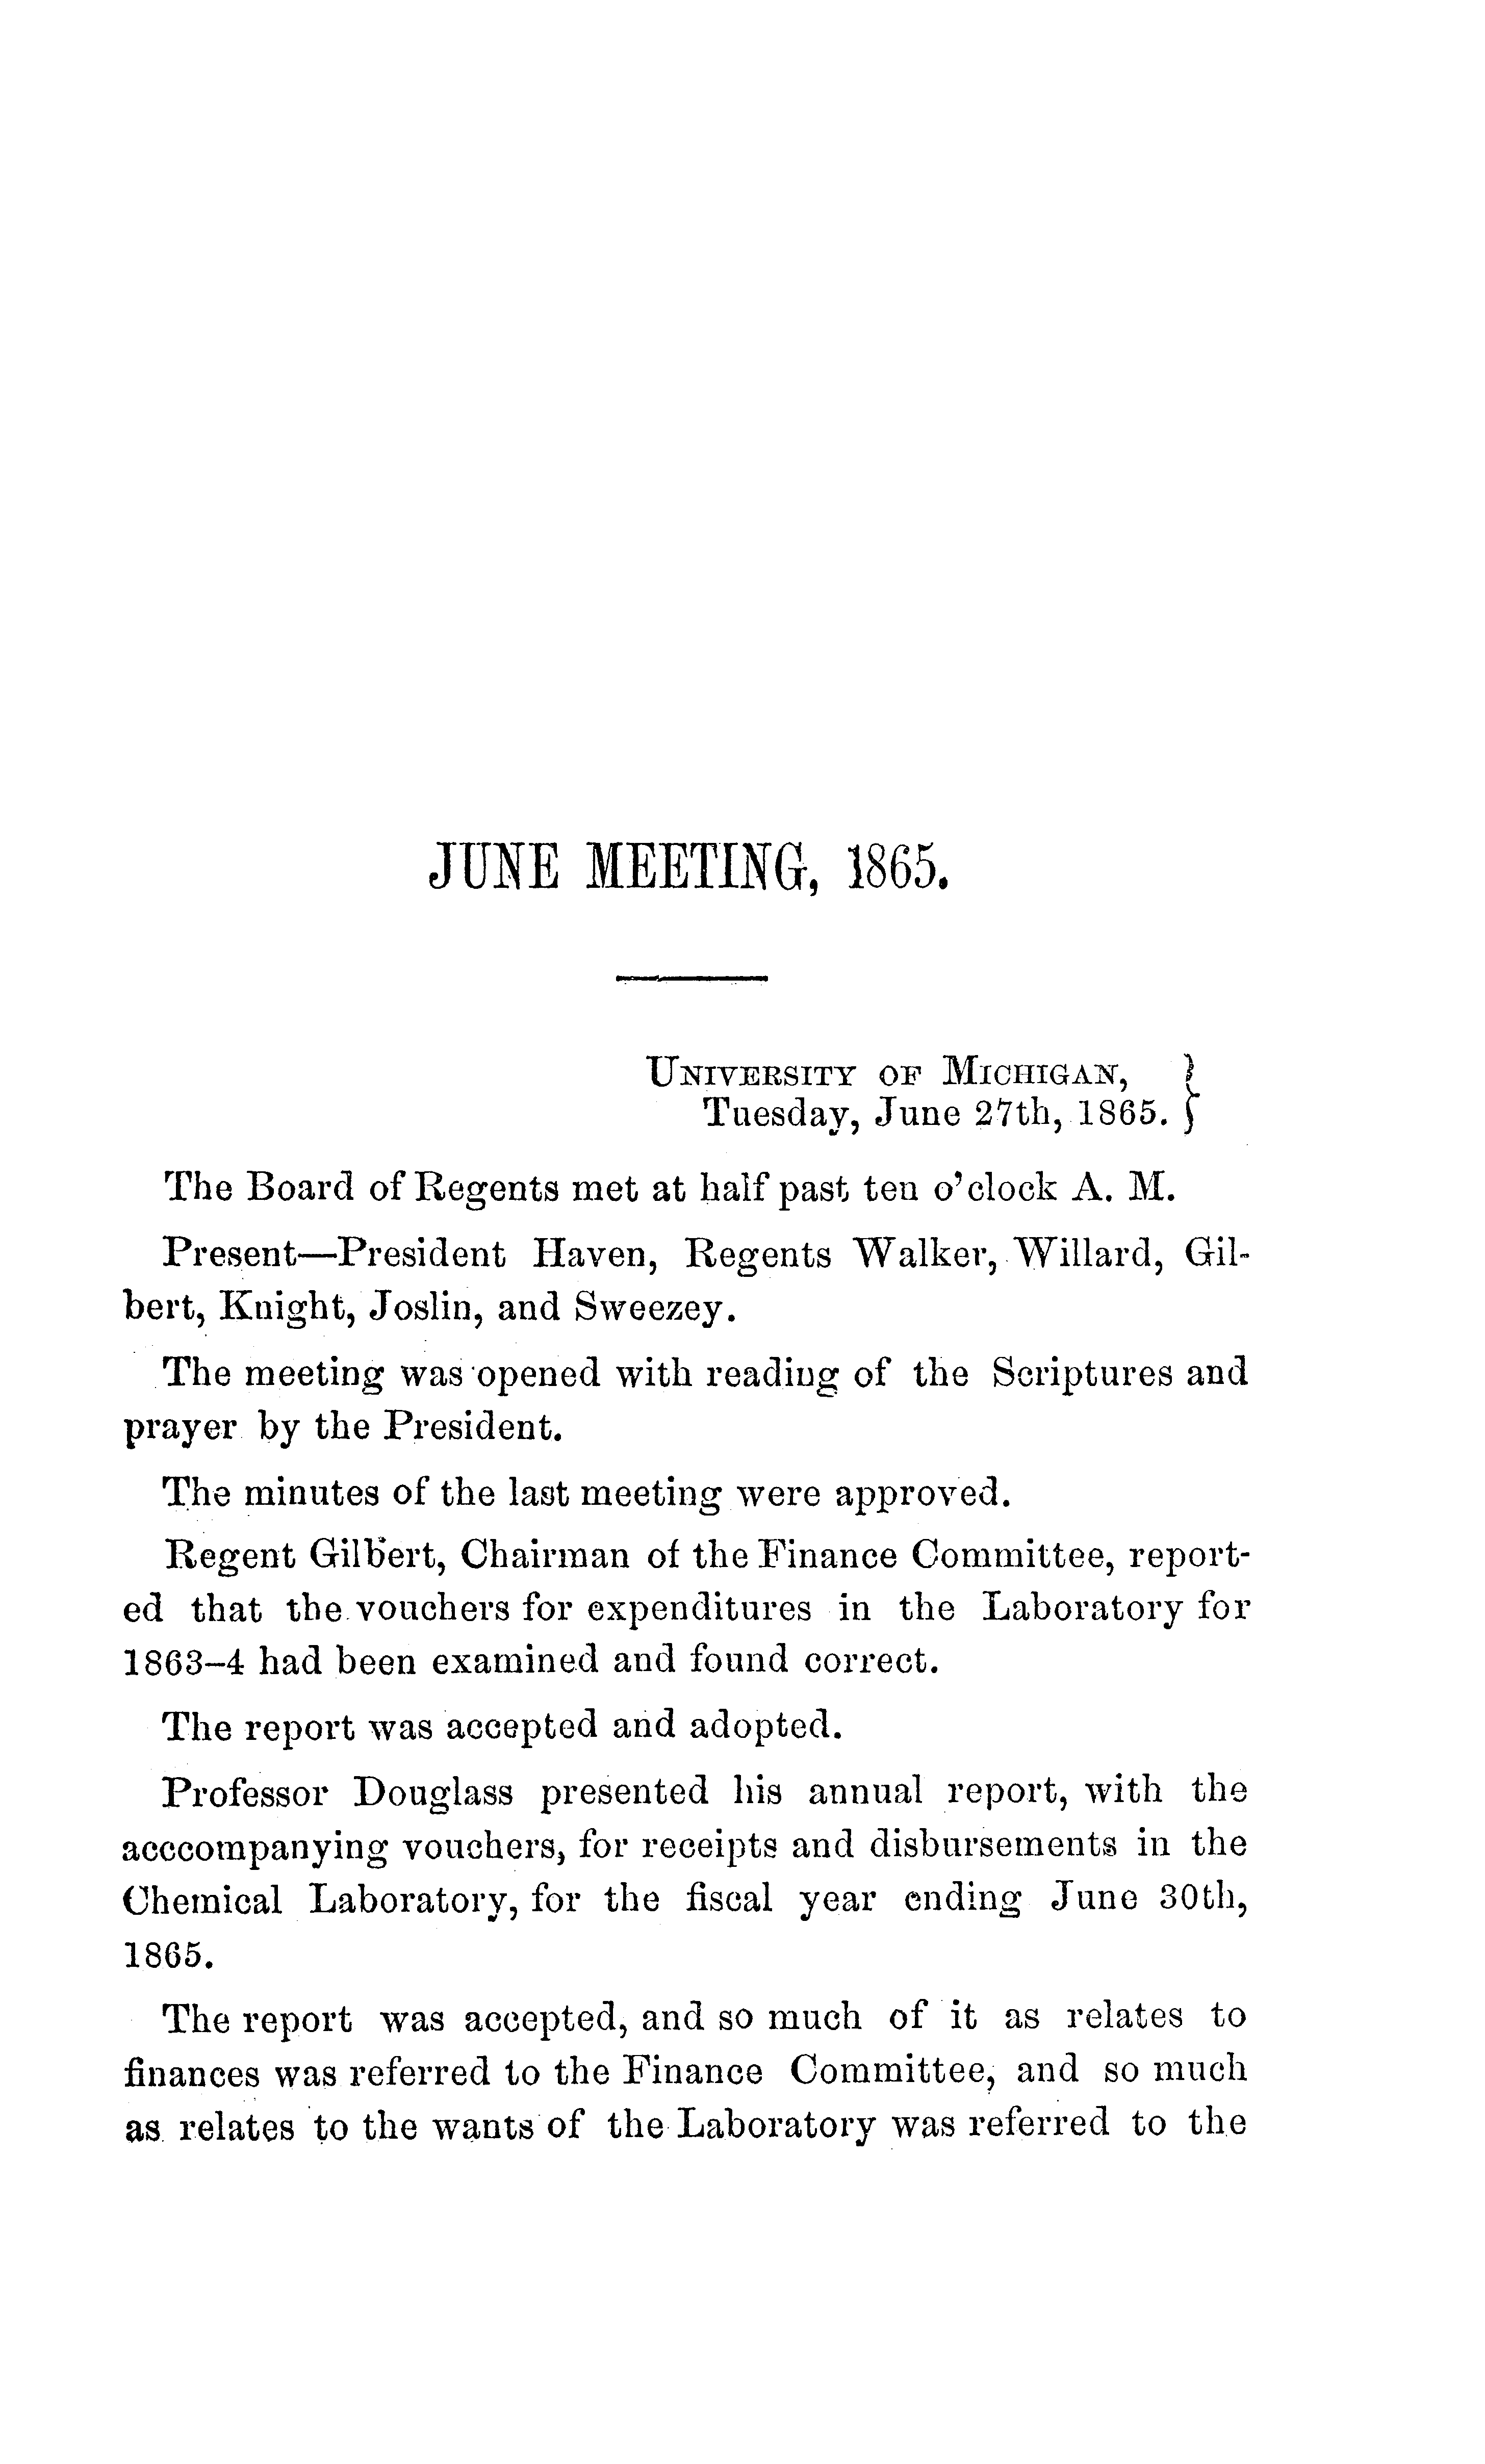 JUNE MEETING, 1865.
UNIVERSITY OF MICHIGAN,
Tuesday, June 27th, 1865.
The Board of Regents met at half past ten o'clock A. M.
Present—President Haven, Regents Walker, Willard, Gil-
bert, Knight, Joslin, and Sweezey.
The meeting was opened with reading of the Scriptures and
prayer by the President.
The minutes of the last meeting were approved.
Regent Gilbert, Chairman of the Finance Committee, report-
ed that the vouchers for expenditures in the Laboratory for
1863–4 had been examined and found correct.
The report was accepted and adopted.
Professor Douglass presented his annual report, with the
acccompanying vouchers, for receipts and disbursements in the
Chemical Laboratory, for the fiscal year ending June 30th,
1865.
The report was accepted, and so much of it as relates to
finances was referred to the Finance Committee, and so much
as relates to the wants of the Laboratory was referred to the